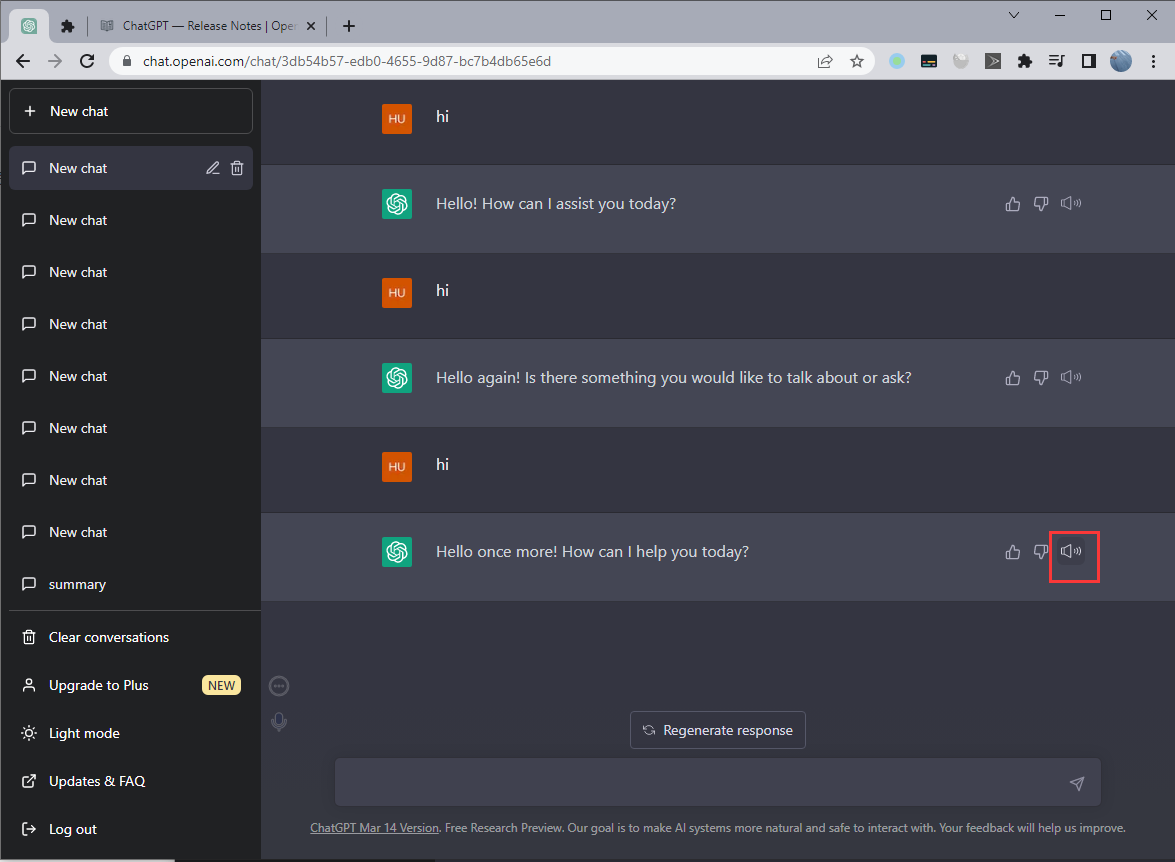 ChatGPT — Release Notes | Open
chat.openai.com/chat/3db54b57-edb0-4655-9d87-bc7b4db65e6d
New chat
New chat
New chat
New chat
New chat
New chat
New chat
New chat
New chat
summary
Clear conversations
Upgrade to Plus
NEW
Light mode
Updates & FAQ
Log out
HU
hi
Hello! How can I assist you today?
HU
hi
Hello again! Is there something you would like to talk about or ask?
HU
hi
Hello once more! How can I help you today?
Regenerate response
ChatGPT Mar 14 Version. Free Research Preview. Our goal is to make AI systems more natural and safe to interact with. Your feedback will help us improve.